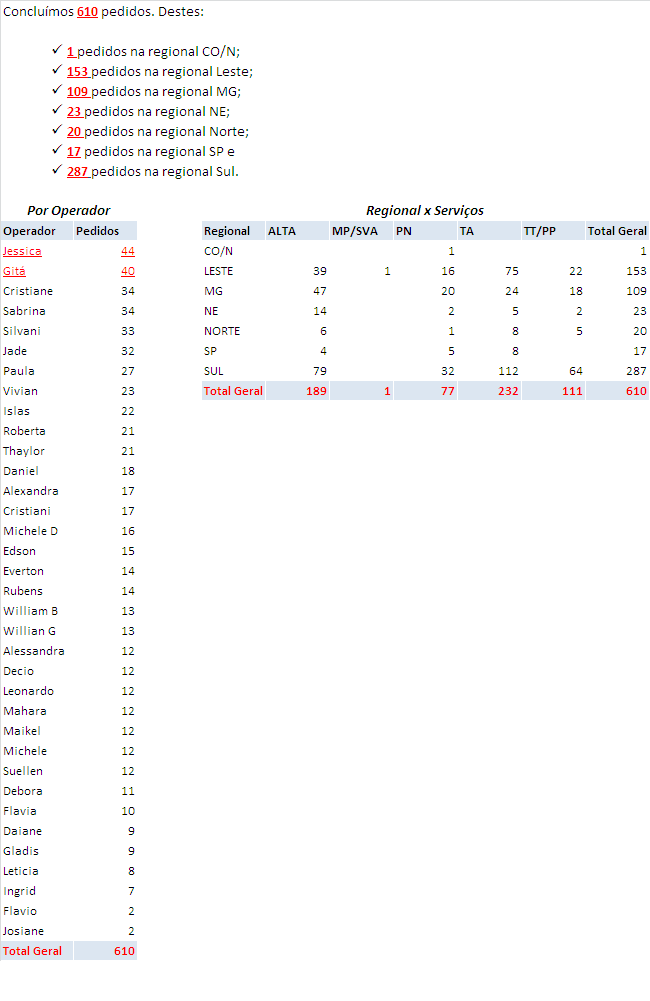 Concluímos 610 pedidos. Destes:
✓ 1 pedidos na regional CO/N;
✓ 153 pedidos na regional Leste;
✓ 109 pedidos na regional MG;
✓ 23 pedidos na regional NE;
✓ 20 pedidos na regional Norte;
✓ 17 pedidos na regional SP e
✓ 287 pedidos na regional Sul.
Por Operador
Operador Pedidos
Jessica 44
Gitá 40
Cristiane 34
Sabrina 34
Silvani 33
Jade 32
Paula 27
Vivian 23
Islas 22
Roberta 21
Thaylor 21
Daniel 18
Alexandra 17
Cristiani 17
Michele D 16
Edson 15
Everton 14
Rubens 14
William B 13
Willian G 13
Alessandra 12
Decio 12
Leonardo 12
Mahara 12
Maikel 12
Michele 12
Suellen 12
Debora 11
Flavia 10
Daiane 9
Gladis 9
Leticia 8
Ingrid 7
Flavio 2
Josiane 2
Total Geral 610
Regional x Serviços
Regional ALTA MP/SVA PN TA TT/PP Total Geral
CO/N 1 1
LESTE 39 1 16 75 22 153
MG 47 20 24 18 109
NE 14 2 5 2 23
NORTE 6 1 8 5 20
SP 4 5 8 17
SUL 79 32 112 64 287
Total Geral 189 1 77 232 111 610